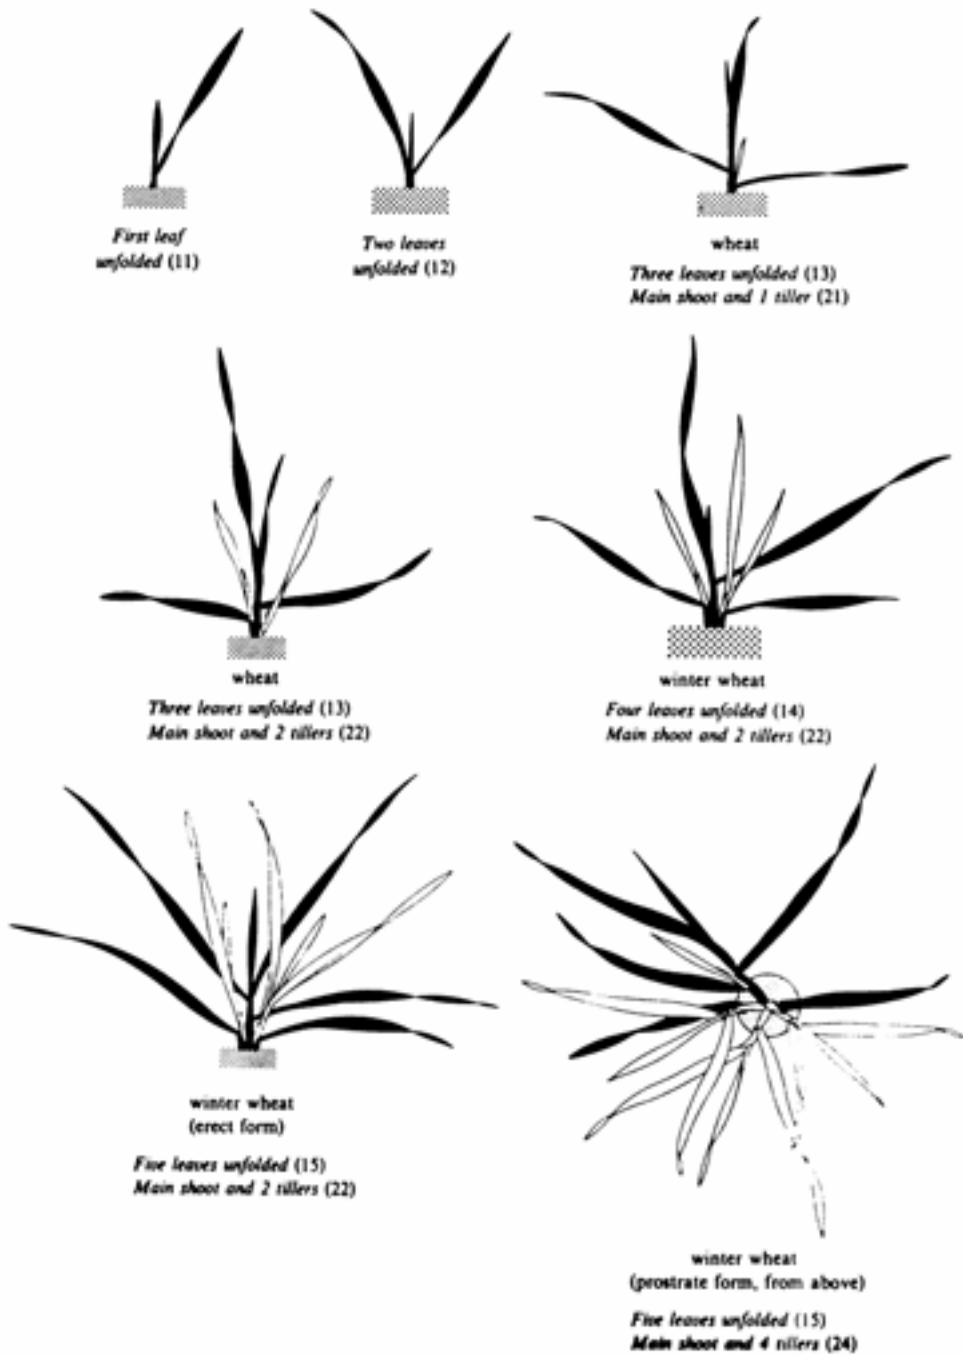 First leaf
unfolded (11)
Two leaves
unfolded (12)
wheat
Three leaves unfolded (13)
Main shoot and 1 tiller (21)
wheat
Three leaves unfolded (13)
Main shoot and 2 tillers (22)
winter wheat
Four leaves unfolded (14)
Main shoot and 2 tillers (22)
winter wheat
(erect form)
Five leaves unfolded (15)
Main shoot and 2 tillers (22)
winter wheat
(prostrate form, from above)
Five leaves unfolded (15)
Main shoot and 4 tillers (24)